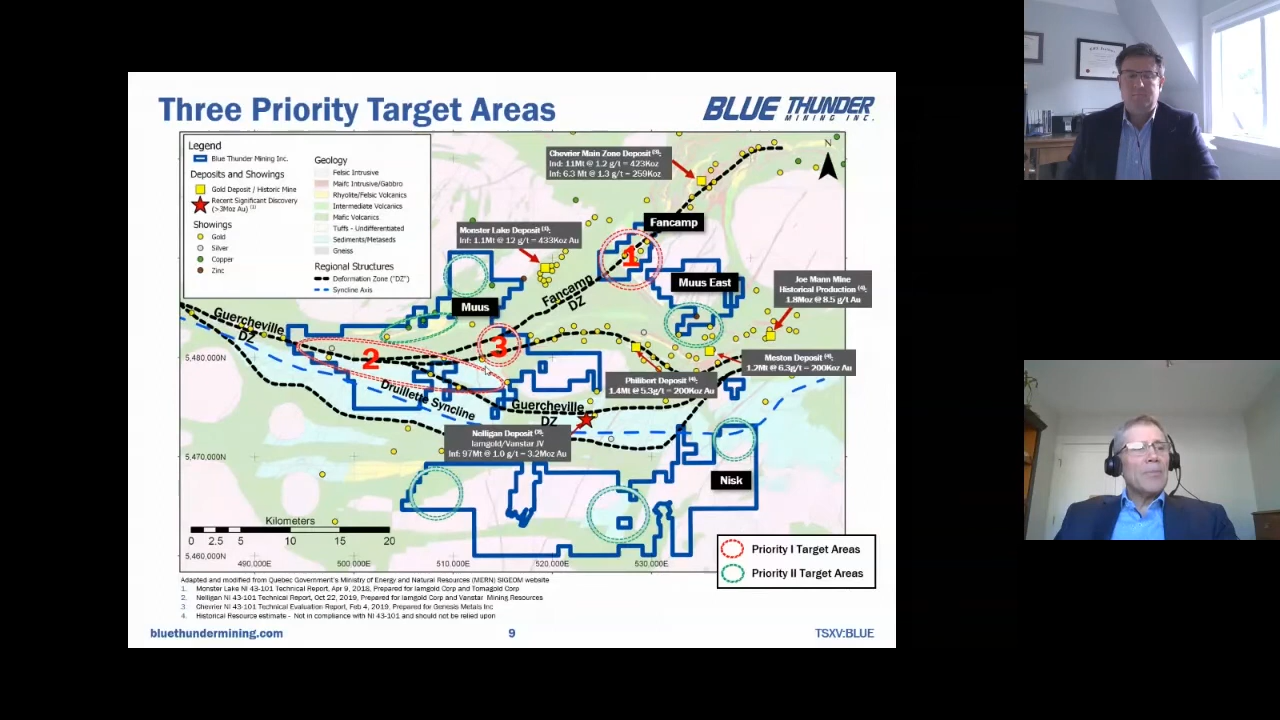 Three Priority Target Areas
BLUE THUNDER
MINING INC.
Legend
Blue Thunder Mining Inc.
Deposits and Showings
Gold Deposit / Historic Mine
Recent Significant Discovery
(>3Moz Au) (1)
Showings
Gold
Silver
Copper
Zinc
Geology
Felsic Intrusive
Maifc Intrusive/Gabbro
Rhyolite/Felsic Volcanics
Intermediate Volcanics
Mafic Volcanics
Tuffs - Undifferentiated
Sediments/Metaseds
Gneiss
Regional Structures
Deformation Zone ("DZ")
Syncline Axis
Chevrier Main Zone Deposit (3):
Ind: 11Mt @ 1.2 g/t = 423Koz
Inf: 6.3 Mt @ 1.3 g/t = 259Koz
N
Monster Lake Deposit (1):
Inf: 1.1Mt @ 12 g/t = 433Koz Au
Fancamp
1
Muus East
Joe Mann Mine
Historical Production (4):
1.8Moz @ 8.5 g/t Au
Muus
Fancamp
DZ
Guercheville
DZ
2
3
5,480,000N
Meston Deposit (4):
1.2Mt @ 6.3g/t = 200Koz Au
Philibert Deposit (4):
1.4Mt @ 5.3g/t = 200Koz Au
Druillette Syncline
Guercheville
DZ
Nelligan Deposit (2):
Iamgold/Vanstar JV
Inf: 97Mt @ 1.0 g/t = 3.2Moz Au
5,470,000N
Nisk
Kilometers
0 2.5 5 10 15 20
5,460,000N
490,000E 500,000E 510,000E 520,000E 530,000E
Priority I Target Areas
Priority II Target Areas
Adapted and modified from Quebec Government's Ministry of Energy and Natural Resources (MERN) SIGEOM website
1. Monster Lake NI 43-101 Technical Report, Apr 9, 2018, Prepared for Iamgold Corp and Tomagold Corp
2. Nelligan NI 43-101 Technical Report, Oct 22, 2019, Prepared for Iamgold Corp and Vanstar Mining Resources
3. Chevrier NI 43-101 Technical Evaluation Report, Feb 4, 2019. Prepared for Genesis Metals Inc
4. Historical Resource estimate - Not in compliance with NI 43-101 and should not be relied upon
bluethundermining.com
9
TSXV:BLUE